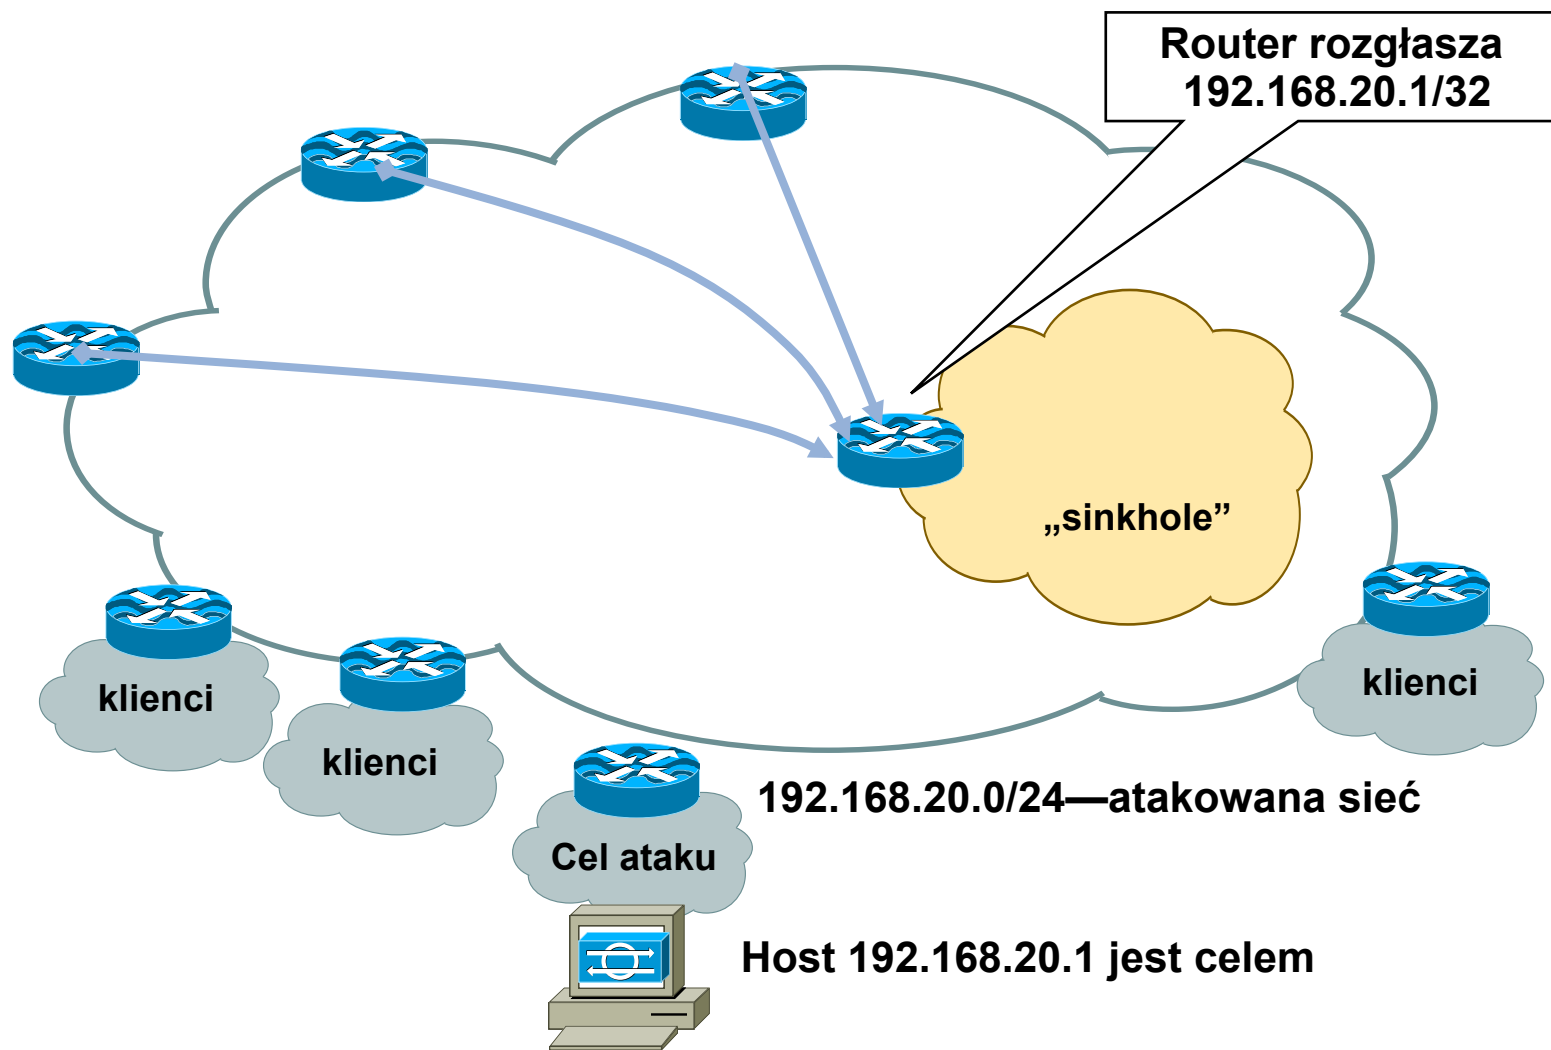 Router rozgłasza
192.168.20.1/32
„sinkhole”
klienci
klienci
klienci
192.168.20.0/24—atakowana sieć
Cel ataku
Host 192.168.20.1 jest celem